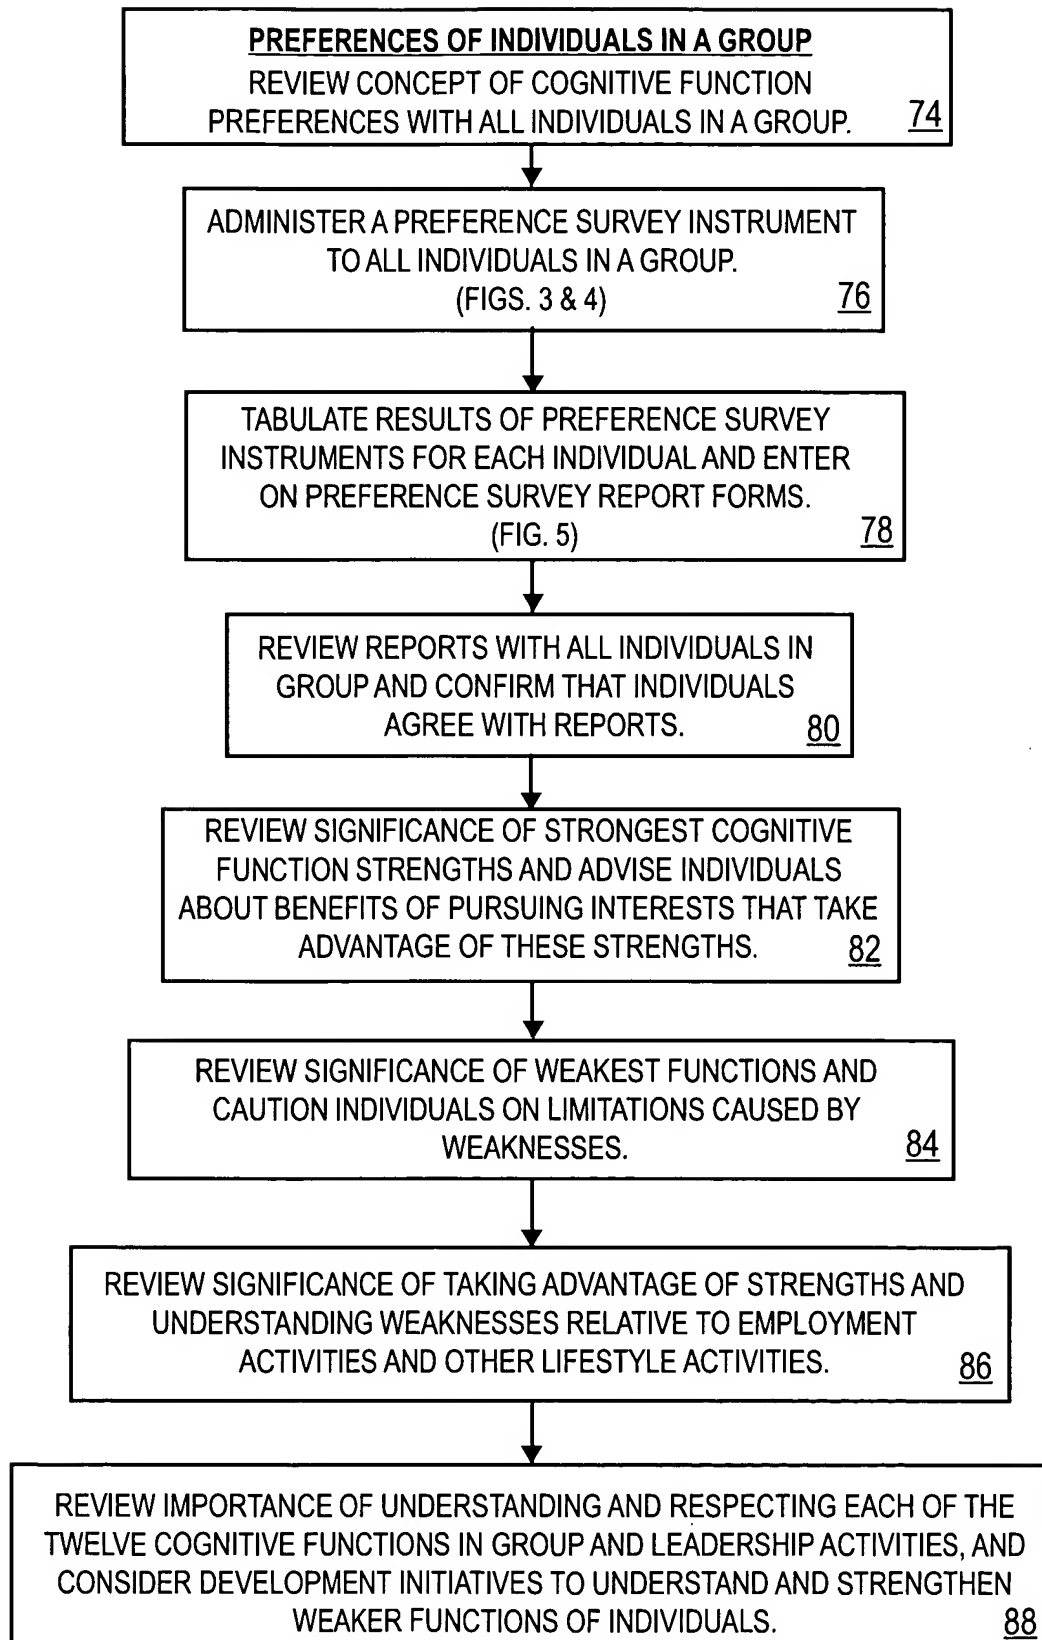 PREFERENCES OF INDIVIDUALS IN A GROUP
REVIEW CONCEPT OF COGNITIVE FUNCTION
PREFERENCES WITH ALL INDIVIDUALS IN A GROUP.
74
ADMINISTER A PREFERENCE SURVEY INSTRUMENT
TO ALL INDIVIDUALS IN A GROUP.
(FIGS. 3 & 4)
76
TABULATE RESULTS OF PREFERENCE SURVEY
INSTRUMENTS FOR EACH INDIVIDUAL AND ENTER
ON PREFERENCE SURVEY REPORT FORMS.
(FIG. 5)
78
REVIEW REPORTS WITH ALL INDIVIDUALS IN
GROUP AND CONFIRM THAT INDIVIDUALS
AGREE WITH REPORTS.
80
REVIEW SIGNIFICANCE OF STRONGEST COGNITIVE
FUNCTION STRENGTHS AND ADVISE INDIVIDUALS
ABOUT BENEFITS OF PURSUING INTERESTS THAT TAKE
ADVANTAGE OF THESE STRENGTHS.
82
REVIEW SIGNIFICANCE OF WEAKEST FUNCTIONS AND
CAUTION INDIVIDUALS ON LIMITATIONS CAUSED BY
WEAKNESSES.
84
REVIEW SIGNIFICANCE OF TAKING ADVANTAGE OF STRENGTHS AND
UNDERSTANDING WEAKNESSES RELATIVE TO EMPLOYMENT
ACTIVITIES AND OTHER LIFESTYLE ACTIVITIES.
86
REVIEW IMPORTANCE OF UNDERSTANDING AND RESPECTING EACH OF THE
TWELVE COGNITIVE FUNCTIONS IN GROUP AND LEADERSHIP ACTIVITIES, AND
CONSIDER DEVELOPMENT INITIATIVES TO UNDERSTAND AND STRENGTHEN
WEAKER FUNCTIONS OF INDIVIDUALS.
88